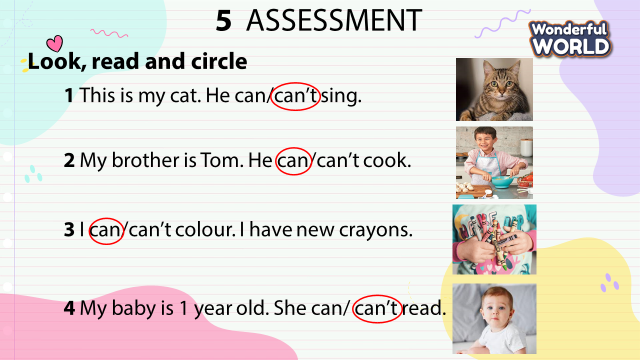 5 ASSESSMENT
Wonderful
WORLD
Look, read and circle
1 This is my cat. He can/can't sing.
2 My brother is Tom. He can/can't cook.
3 I can/can't colour. I have new crayons.
4 My baby is 1 year old. She can/ can't read.